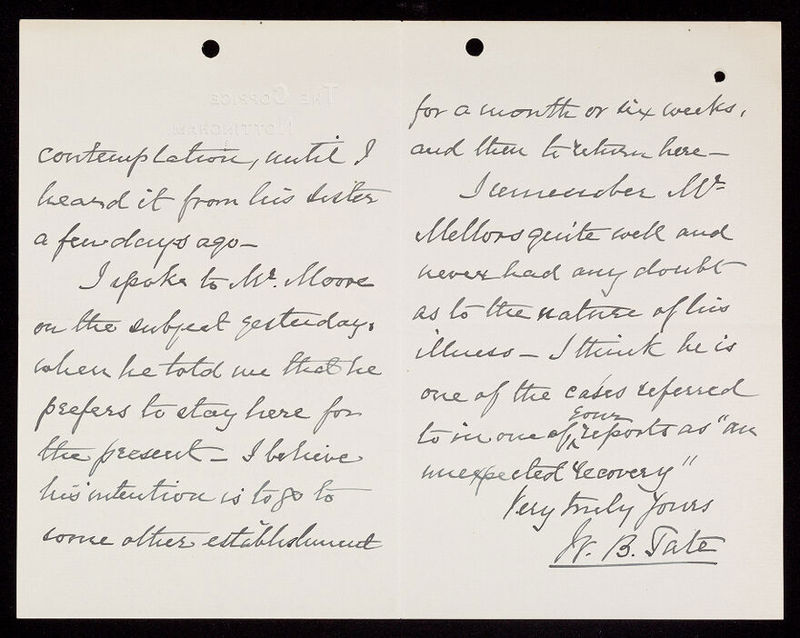 THE COPPICE
NOTTINGHAM
contemplation, until I
heard it from his sister
a few days ago—
I spoke to Mr. Moore
on the subject yesterday,
when he told me that he
prefers to stay here for
the present— I believe
his intention is to go to
some other establishment
for a month or six weeks,
and then to return here—
I remember Mr.
Mellors quite well and
never had any doubt
as to the nature of his
illness— I think he is
one of the cases referred
to in one of your reports as "an
unexpected recovery"
Very truly Yours
W. B. Tate